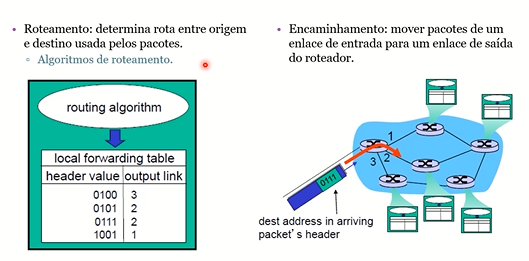 • Roteamento: determina rota entre origem
e destino usada pelos pacotes.
▫ Algoritmos de roteamento.
routing algorithm
local forwarding table
header value output link
0100 3
0101 2
0111 2
1001 1
• Encaminhamento: mover pacotes de um
enlace de entrada para um enlace de saída
do roteador.
1
3 2
0111
dest address in arriving
packet's header